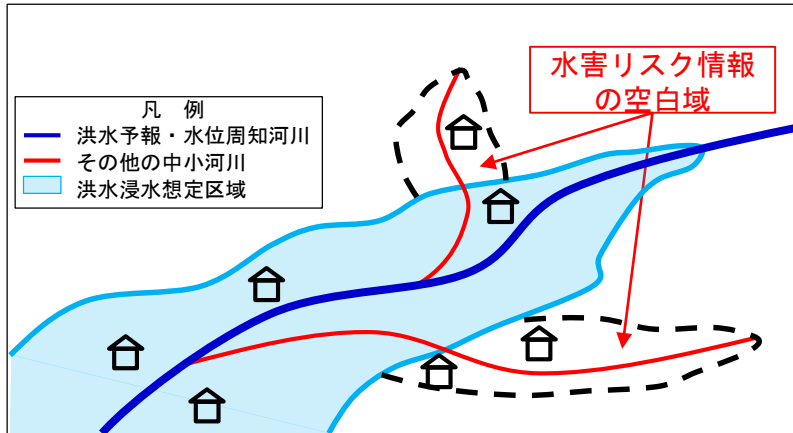 水害リスク情報
の空白域
凡 例
洪水予報・水位周知河川
その他の中小河川
洪水浸水想定区域